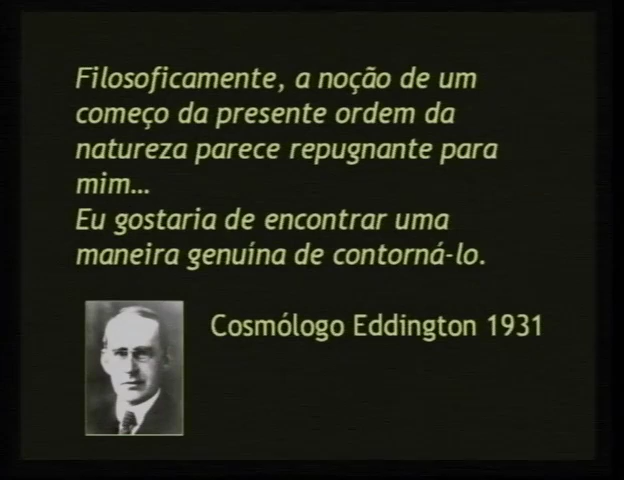 Filosoficamente, a noção de um
começo da presente ordem da
natureza parece repugnante para
mim...
Eu gostaria de encontrar uma
maneira genuína de contorná-lo.
Cosmólogo Eddington 1931